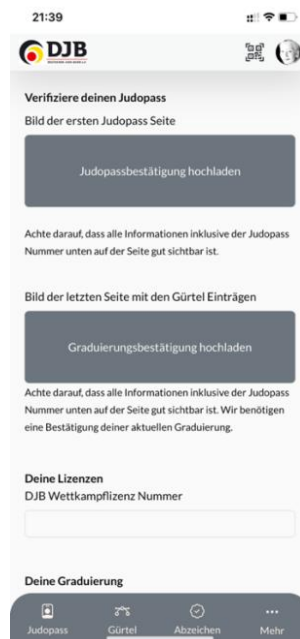 21:39
DJB
Verifiziere deinen Judopass
Bild der ersten Judopass Seite
Judopassbestätigung hochladen
Achte darauf, dass alle Informationen inklusive der Judopass
Nummer unten auf der Seite gut sichtbar ist.
Bild der letzten Seite mit den Gürtel Einträgen
Graduierungsbestätigung hochladen
Achte darauf, dass alle Informationen inklusive der Judopass
Nummer unten auf der Seite gut sichtbar ist. Wir benötigen
eine Bestätigung deiner aktuellen Graduierung.
Deine Lizenzen
DJB Wettkampflizenz Nummer
Deine Graduierung
Judopass Gürtel Abzeichen Mehr